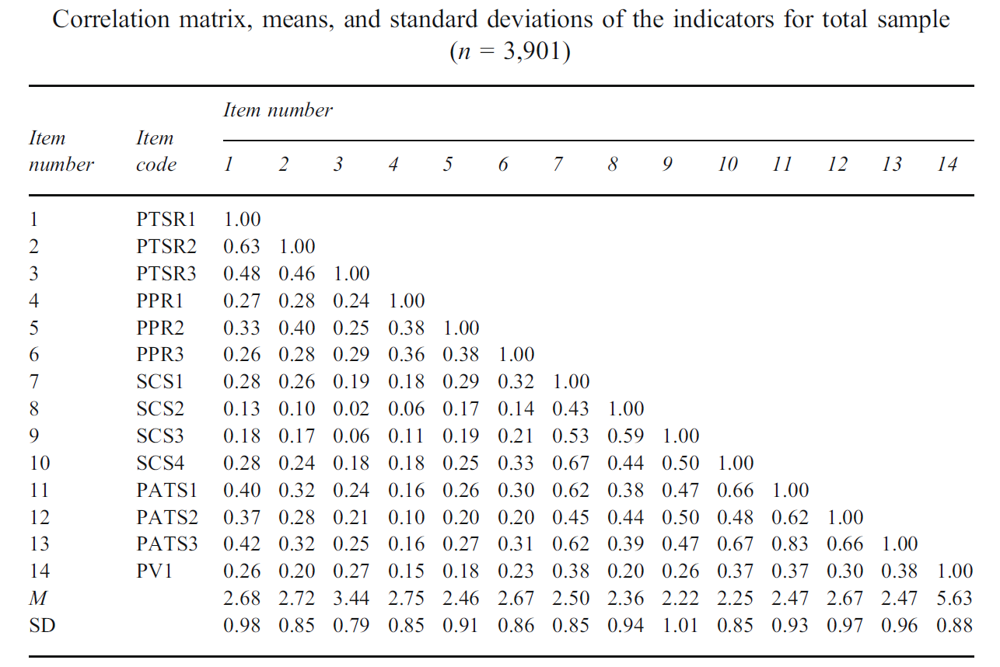 Correlation matrix, means, and standard deviations of the indicators for total sample
(n = 3,901)
Item number
Item Item
number code 1 2 3 4 5 6 7 8 9 10 11 12 13 14
1 PTSR1 1.00
2 PTSR2 0.63 1.00
3 PTSR3 0.48 0.46 1.00
4 PPR1 0.27 0.28 0.24 1.00
5 PPR2 0.33 0.40 0.25 0.38 1.00
6 PPR3 0.26 0.28 0.29 0.36 0.38 1.00
7 SCS1 0.28 0.26 0.19 0.18 0.29 0.32 1.00
8 SCS2 0.13 0.10 0.02 0.06 0.17 0.14 0.43 1.00
9 SCS3 0.18 0.17 0.06 0.11 0.19 0.21 0.53 0.59 1.00
10 SCS4 0.28 0.24 0.18 0.18 0.25 0.33 0.67 0.44 0.50 1.00
11 PATS1 0.40 0.32 0.24 0.16 0.26 0.30 0.62 0.38 0.47 0.66 1.00
12 PATS2 0.37 0.28 0.21 0.10 0.20 0.20 0.45 0.44 0.50 0.48 0.62 1.00
13 PATS3 0.42 0.32 0.25 0.16 0.27 0.31 0.62 0.39 0.47 0.67 0.83 0.66 1.00
14 PV1 0.26 0.20 0.27 0.15 0.18 0.23 0.38 0.20 0.26 0.37 0.37 0.30 0.38 1.00
M 2.68 2.72 3.44 2.75 2.46 2.67 2.50 2.36 2.22 2.25 2.47 2.67 2.47 5.63
SD 0.98 0.85 0.79 0.85 0.91 0.86 0.85 0.94 1.01 0.85 0.93 0.97 0.96 0.88